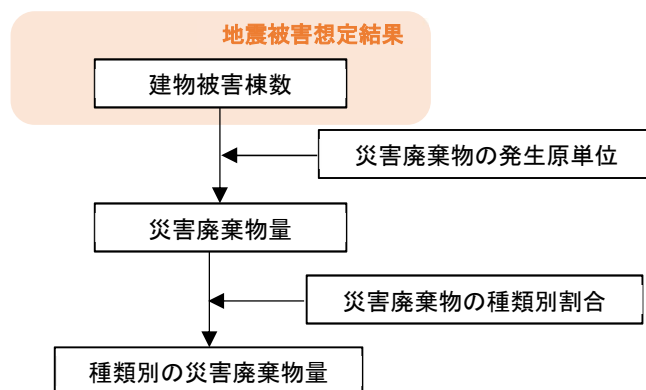 地震被害想定結果
建物被害棟数
災害廃棄物の発生原単位
災害廃棄物量
災害廃棄物の種類別割合
種類別の災害廃棄物量